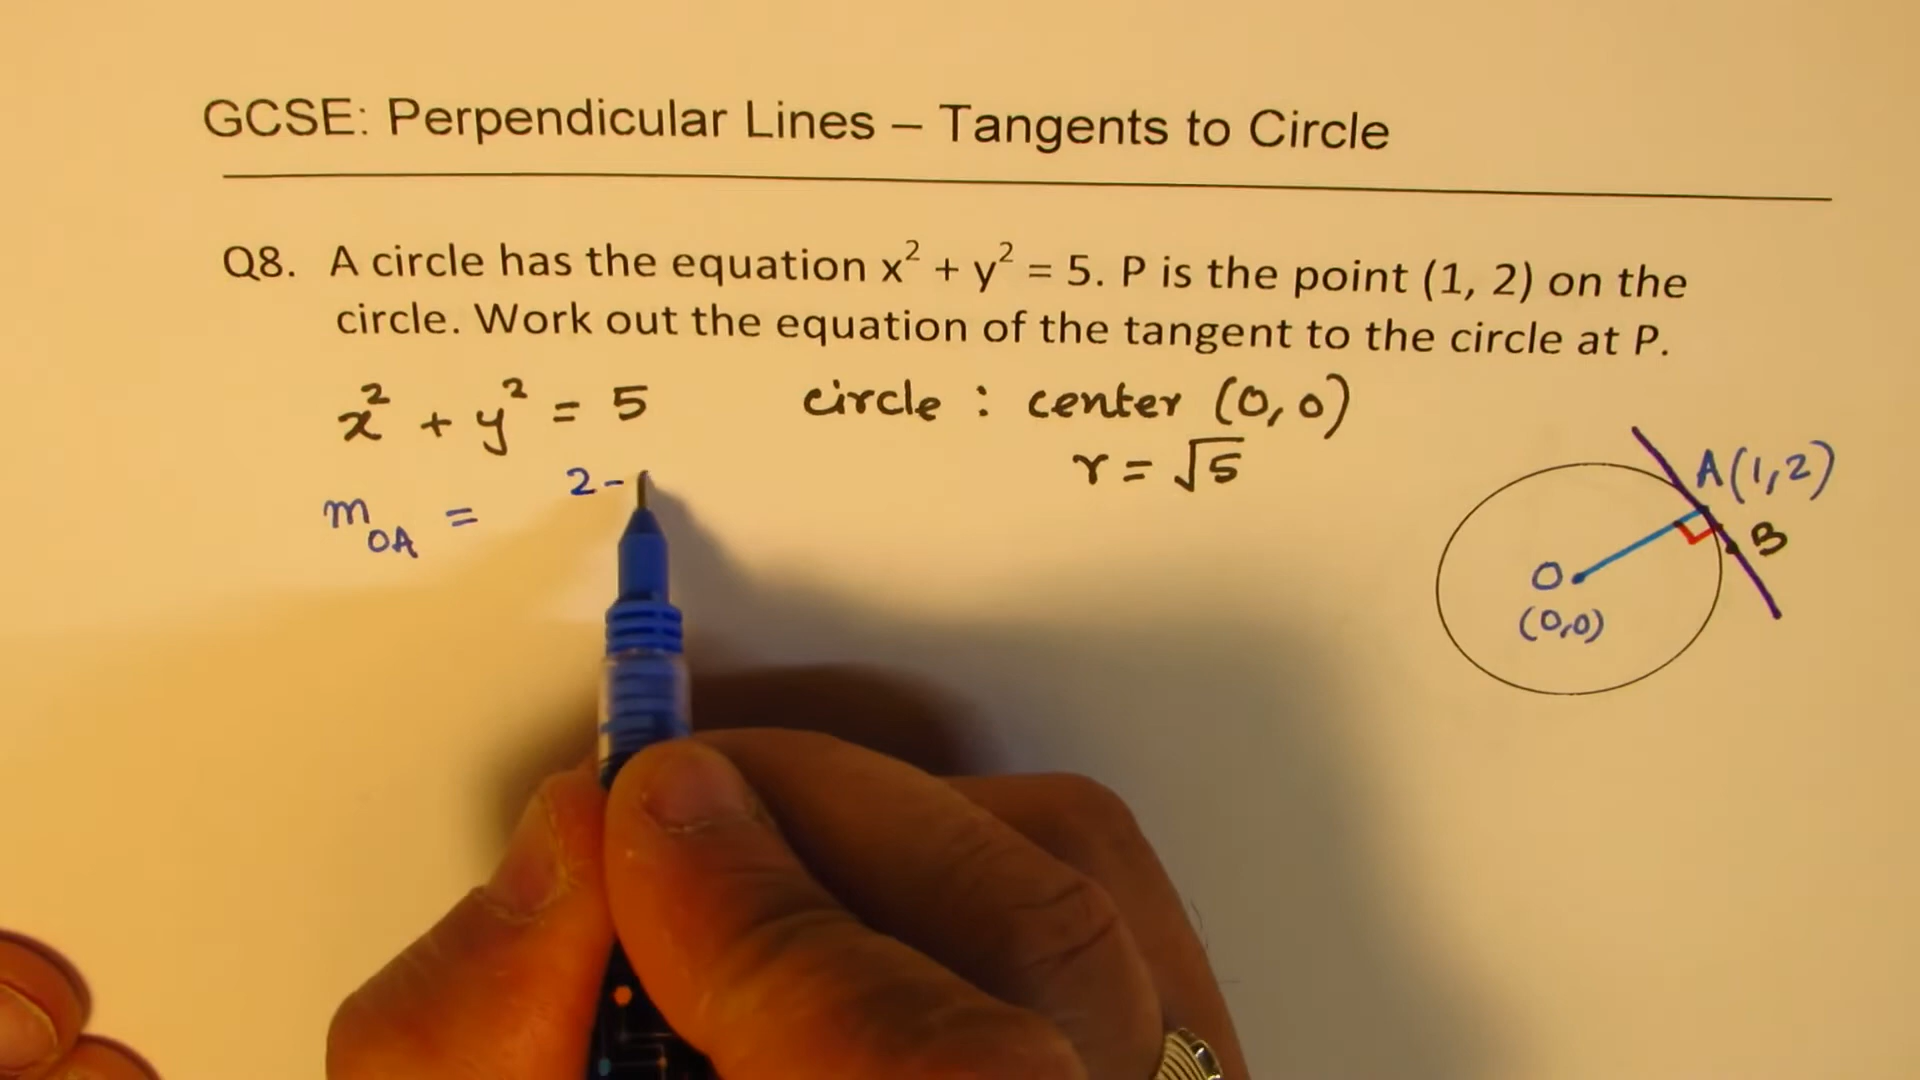 GCSE: Perpendicular Lines – Tangents to Circle
Q8. A circle has the equation x² + y² = 5. P is the point (1, 2) on the
circle. Work out the equation of the tangent to the circle at P.
x² + y² = 5
circle : center (0,0)
r = √5
m OA = 2 -
A(1,2)
B
O
(0,0)